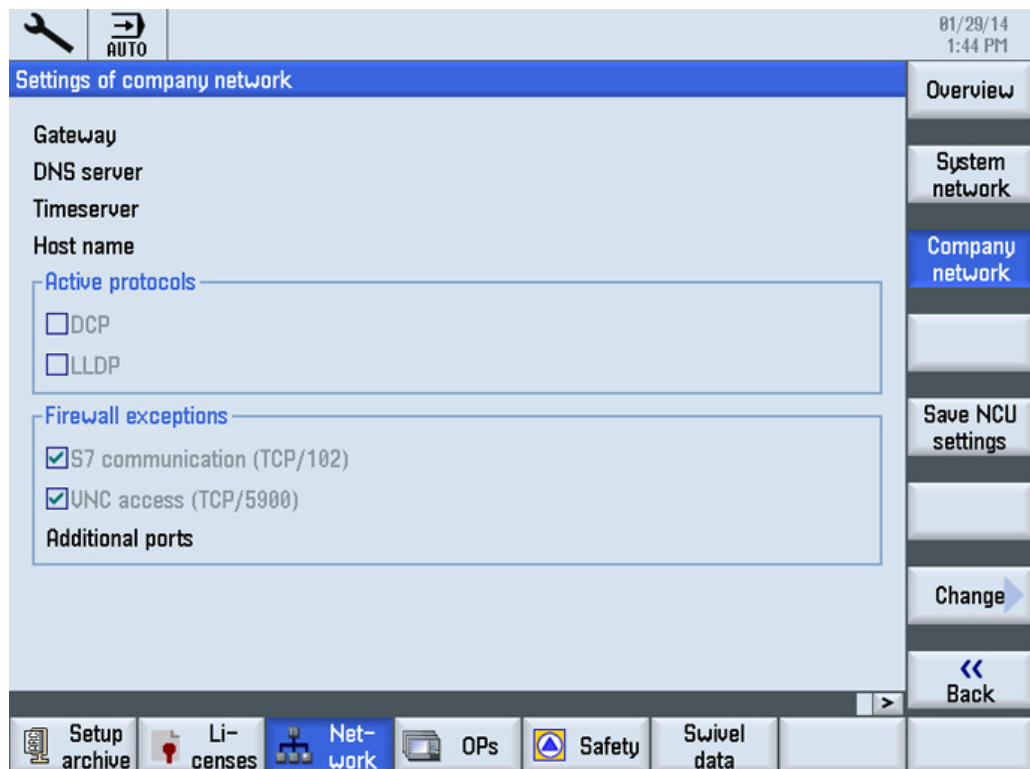 AUTO
01/29/14
1:44 PM
Settings of company network
Gateway
DNS server
Timeserver
Host name
Active protocols
DCP
LLDP
Firewall exceptions
S7 communication (TCP/102)
VNC access (TCP/5900)
Additional ports
Overview
System
network
Company
network
Save NCU
settings
Change
<<
Back
>
Setup
archive
Li-
censes
Net-
work
OPs
Safety
Swivel
data